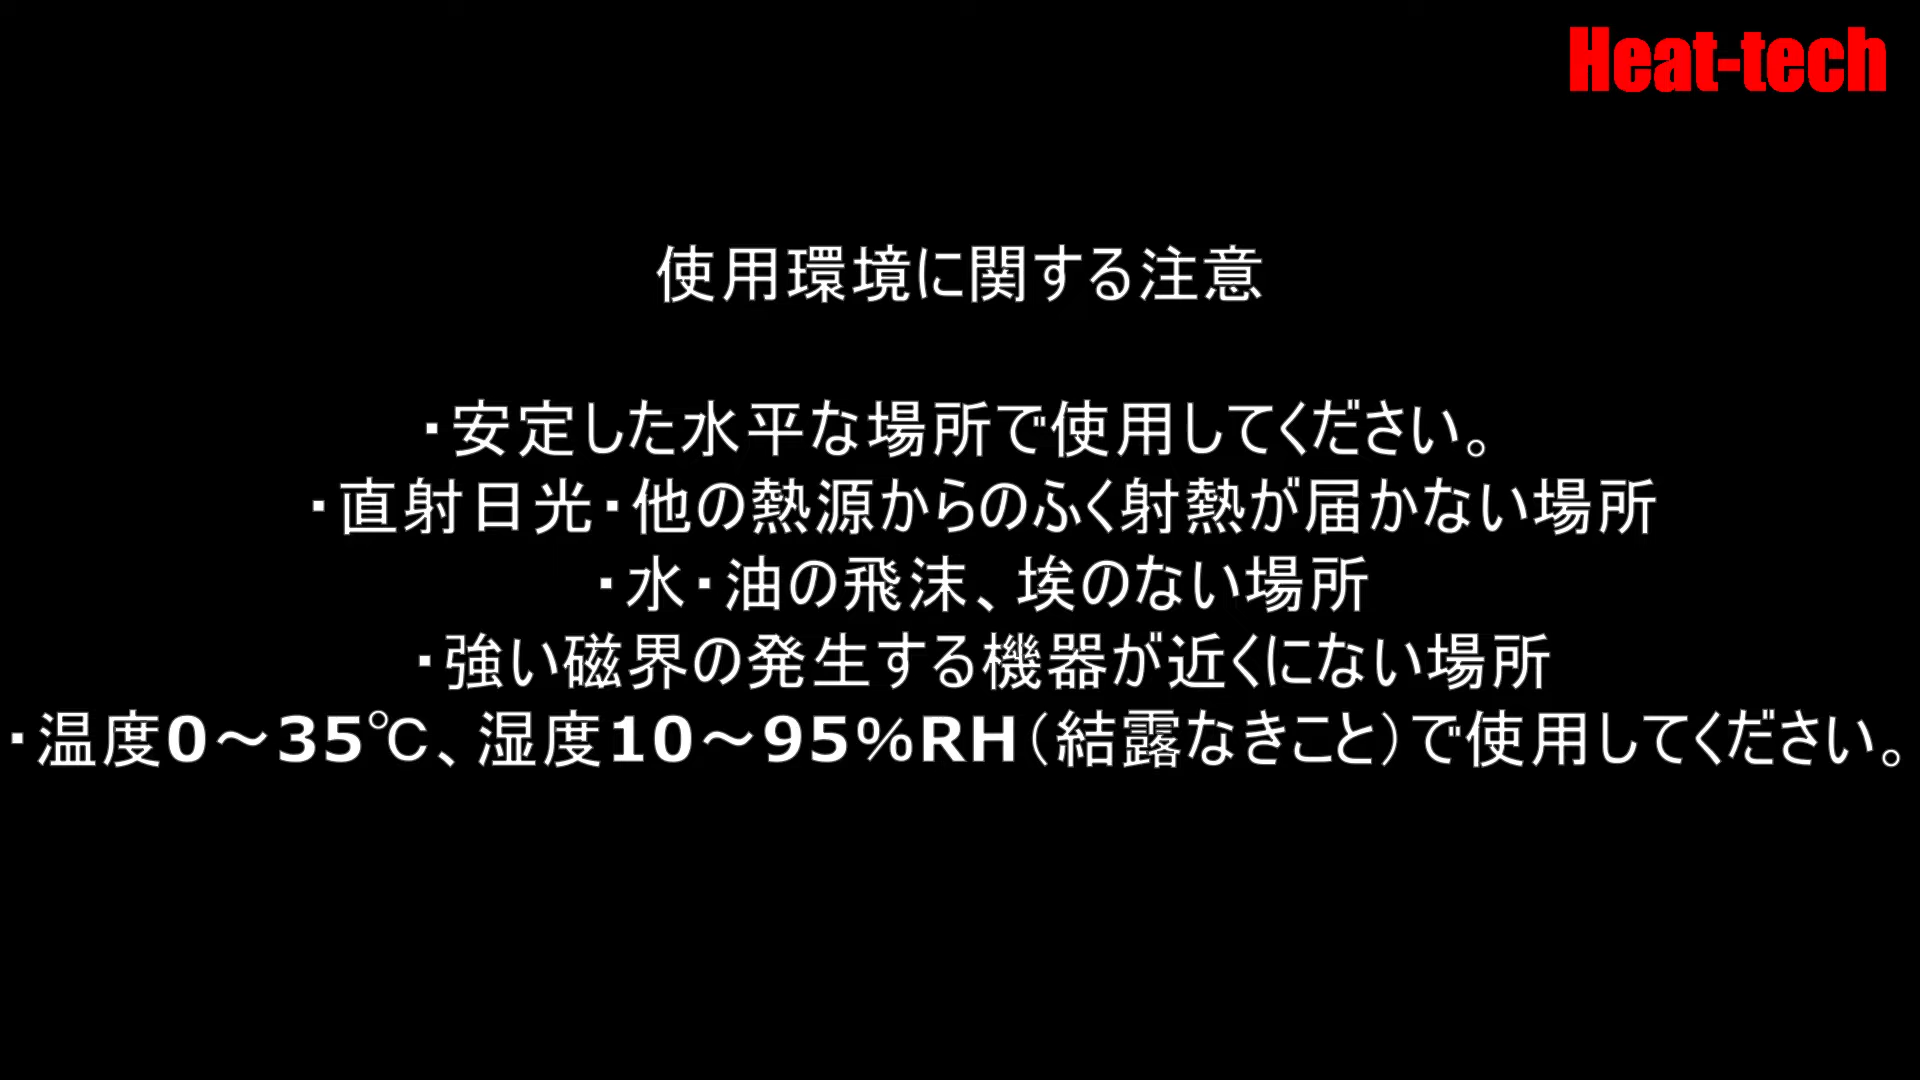 Heat-tech
使用環境に関する注意
・安定した水平な場所で使用してください。
・直射日光・他の熱源からのふく射熱が届かない場所
・水・油の飛沫、埃のない場所
・強い磁界の発生する機器が近くにない場所
・温度0～35℃、湿度10～95%RH（結露なきこと）で使用してください。